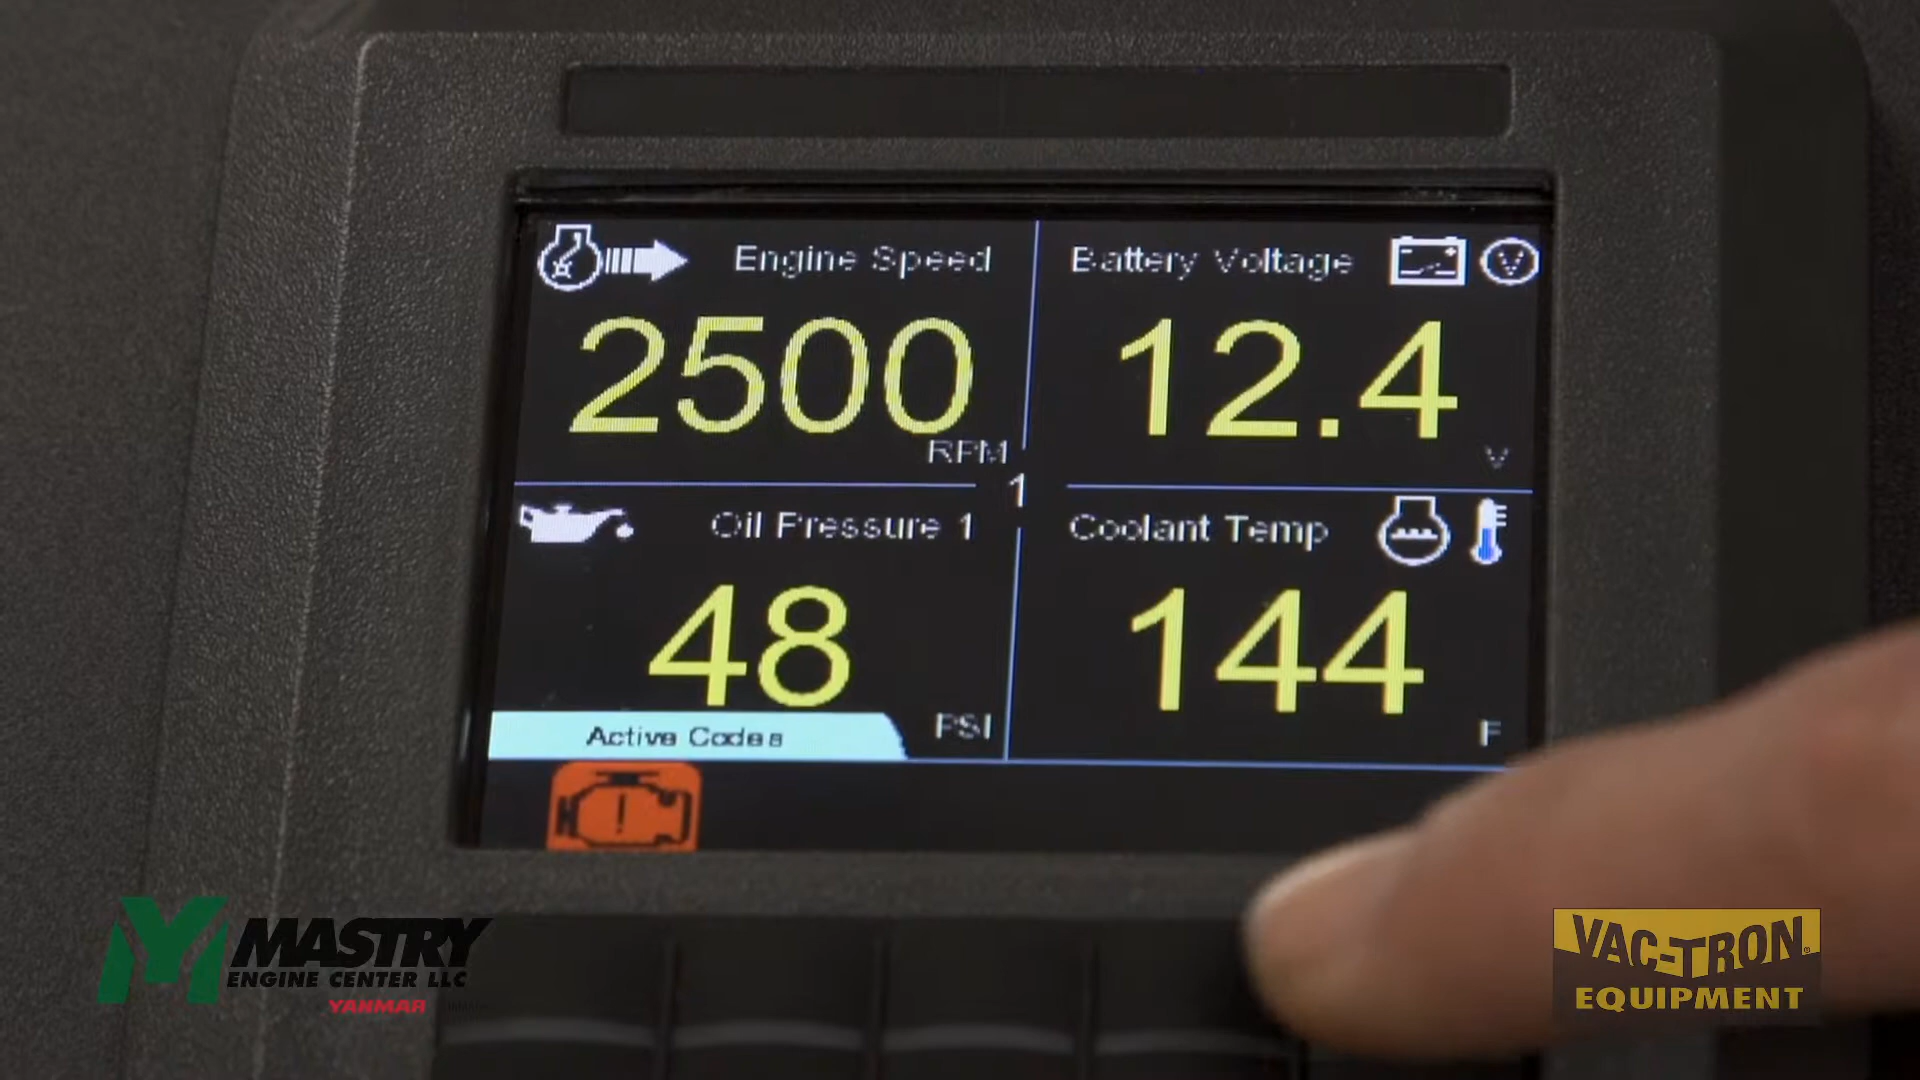 Engine Speed
2500
RPM
Battery Voltage
V
12.4
V
1
Oil Pressure 1
48
PSI
Coolant Temp
144
F
Active Codes
!
MASTRY
ENGINE CENTER LLC
YANMAR
VAC-TRON®
EQUIPMENT